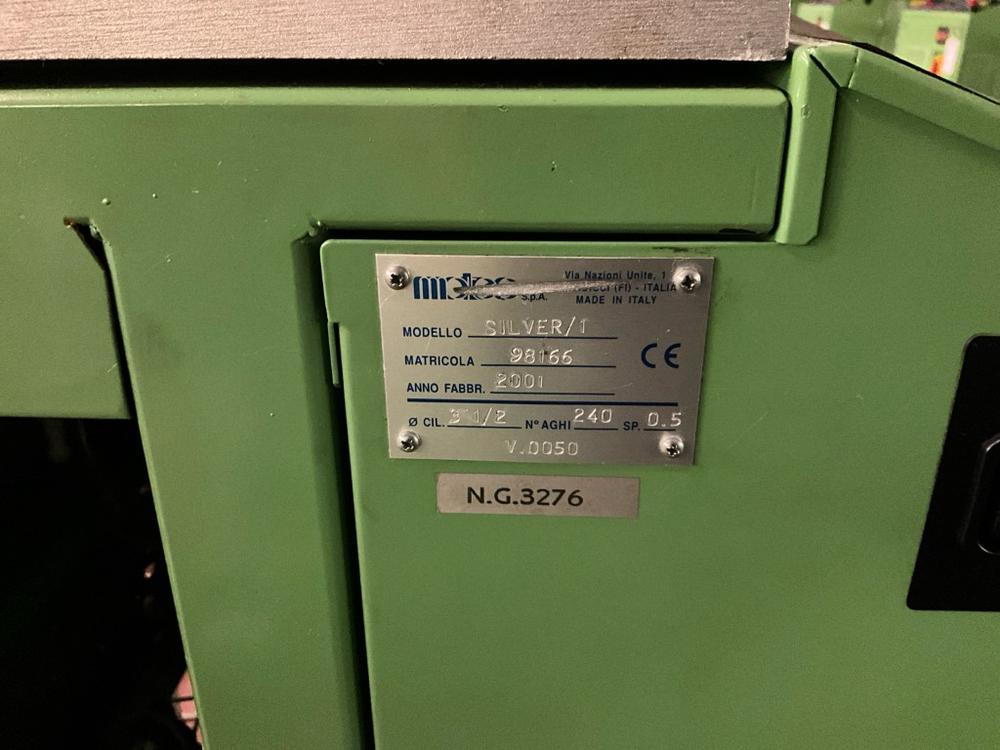 matec S.p.A.
Via Nazioni Unite, 1
(FI) - ITALIA
MADE IN ITALY
MODELLO SILVER/1
MATRICOLA 98166
CE
ANNO FABBR. 2001
Ø CIL. 3 1/2 N° AGHI 240 SP. 0.5
V.0050
N.G.3276